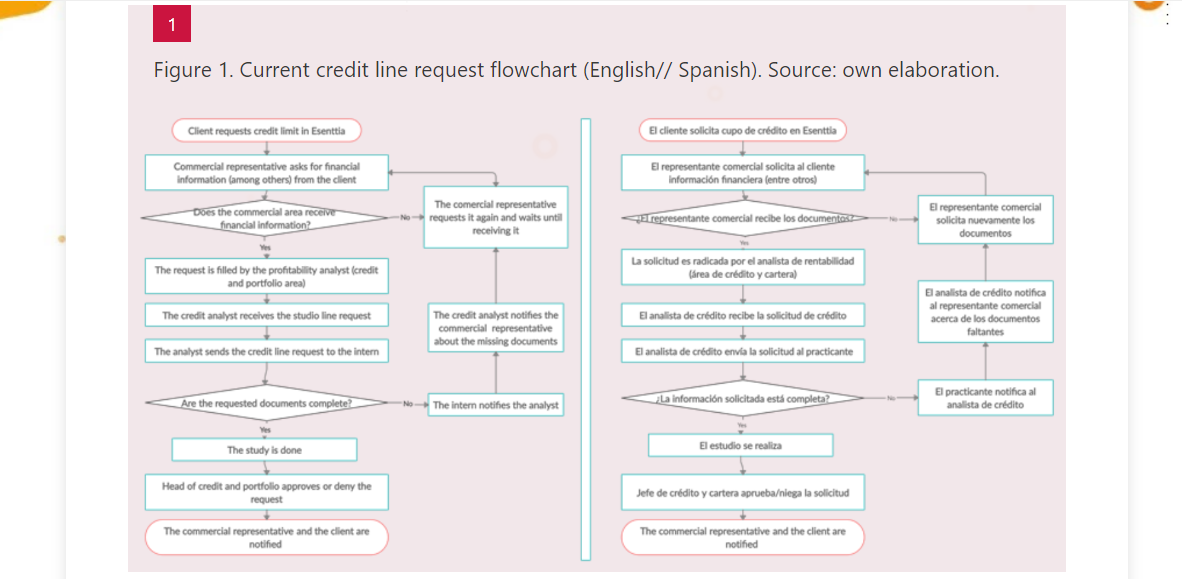 1
Figure 1. Current credit line request flowchart (English// Spanish). Source: own elaboration.
Client requests credit limit in Esenttia
Commercial representative asks for financial
information (among others) from the client
Does the commercial area receive
financial information?
No
The comercial representative
requests it again and waits until
receiving it
Yes
The request is filled by the profitability analyst (credit
and portfolio area)
The credit analyst receives the studio line request
The credit analyst notifies the
commercial representative
about the missing documents
The analyst sends the credit line request to the intern
Are the requested documents complete?
No
The intern notifies the analyst
Yes
The study is done
Head of credit and portfolio approves or deny the
request
The commercial representative and the client are
notified
El cliente solicita cupo de crédito en Esenttia
El representante comercial solicita al cliente
información financiera (entre otros)
¿El representante comercial recibe los documentos?
No
El representante comercial
solicita nuevamente los
documentos
Yes
La solicitud es radicada por el analista de rentabilidad
(área de crédito y cartera)
El analista de crédito recibe la solicitud de crédito
El analista de crédito notifica
al representante comercial
acerca de los documentos
faltantes
El analista de crédito envía la solicitud al practicante
¿La información solicitada está completa?
No
El practicante notifica al
analista de crédito
Yes
El estudio se realiza
Jefe de crédito y cartera aprueba/niega la solicitud
The commercial representative and the client are
notified